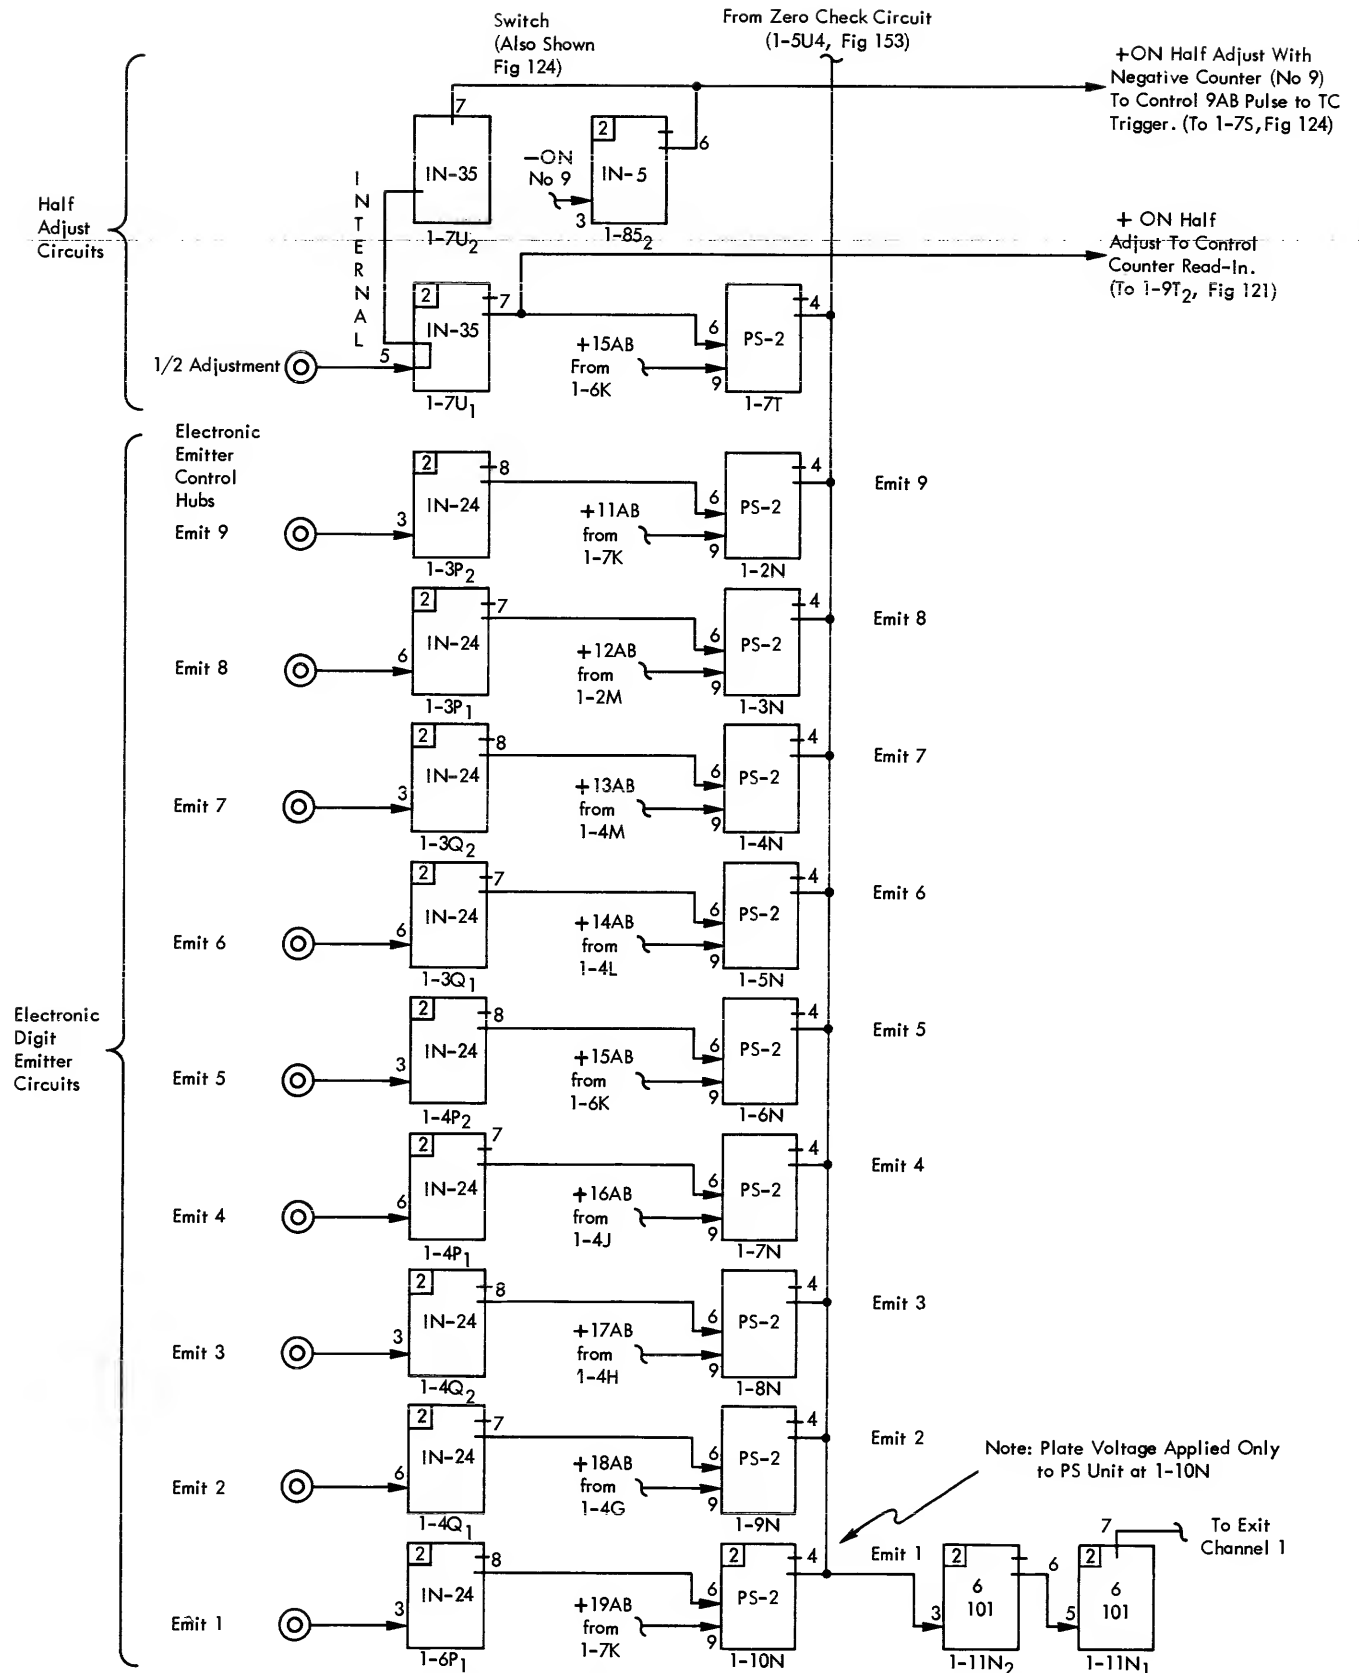 Switch
(Also Shown
Fig 124)
From Zero Check Circuit
(1-5U4, Fig 153)
+ON Half Adjust With
Negative Counter (No 9)
To Control 9AB Pulse to TC
Trigger. (To 1-7S, Fig 124)
7
IN-35
1-7U2
2
IN-5
6
-ON
No 9
3
1-852
INTERNAL
Half
Adjust
Circuits
+ ON Half
Adjust To Control
Counter Read-In.
(To 1-9T2, Fig 121)
1/2 Adjustment
5
2
IN-35
7
1-7U1
+15AB
From
1-6K
6
9
PS-2
4
1-7T
Electronic
Emitter
Control
Hubs
Emit 9
3
2
IN-24
8
1-3P2
+11AB
from
1-7K
6
9
PS-2
4
1-2N
Emit 9
Emit 8
6
2
IN-24
7
1-3P1
+12AB
from
1-2M
6
9
PS-2
4
1-3N
Emit 8
Emit 7
3
2
IN-24
8
1-3Q2
+13AB
from
1-4M
6
9
PS-2
4
1-4N
Emit 7
Emit 6
6
2
IN-24
7
1-3Q1
+14AB
from
1-4L
6
9
PS-2
4
1-5N
Emit 6
Electronic
Digit
Emitter
Circuits
Emit 5
3
2
IN-24
8
1-4P2
+15AB
from
1-6K
6
9
PS-2
4
1-6N
Emit 5
Emit 4
6
2
IN-24
7
1-4P1
+16AB
from
1-4J
6
9
PS-2
4
1-7N
Emit 4
Emit 3
3
2
IN-24
8
1-4Q2
+17AB
from
1-4H
6
9
PS-2
4
1-8N
Emit 3
Emit 2
6
2
IN-24
7
1-4Q1
+18AB
from
1-4G
6
9
PS-2
4
1-9N
Emit 2
Note: Plate Voltage Applied Only
to PS Unit at 1-10N
Emit 1
3
2
IN-24
8
1-6P1
+19AB
from
1-7K
6
9
2
PS-2
4
1-10N
Emit 1
3
2
6
101
6
1-11N2
5
2
6
101
7
1-11N1
To Exit
Channel 1